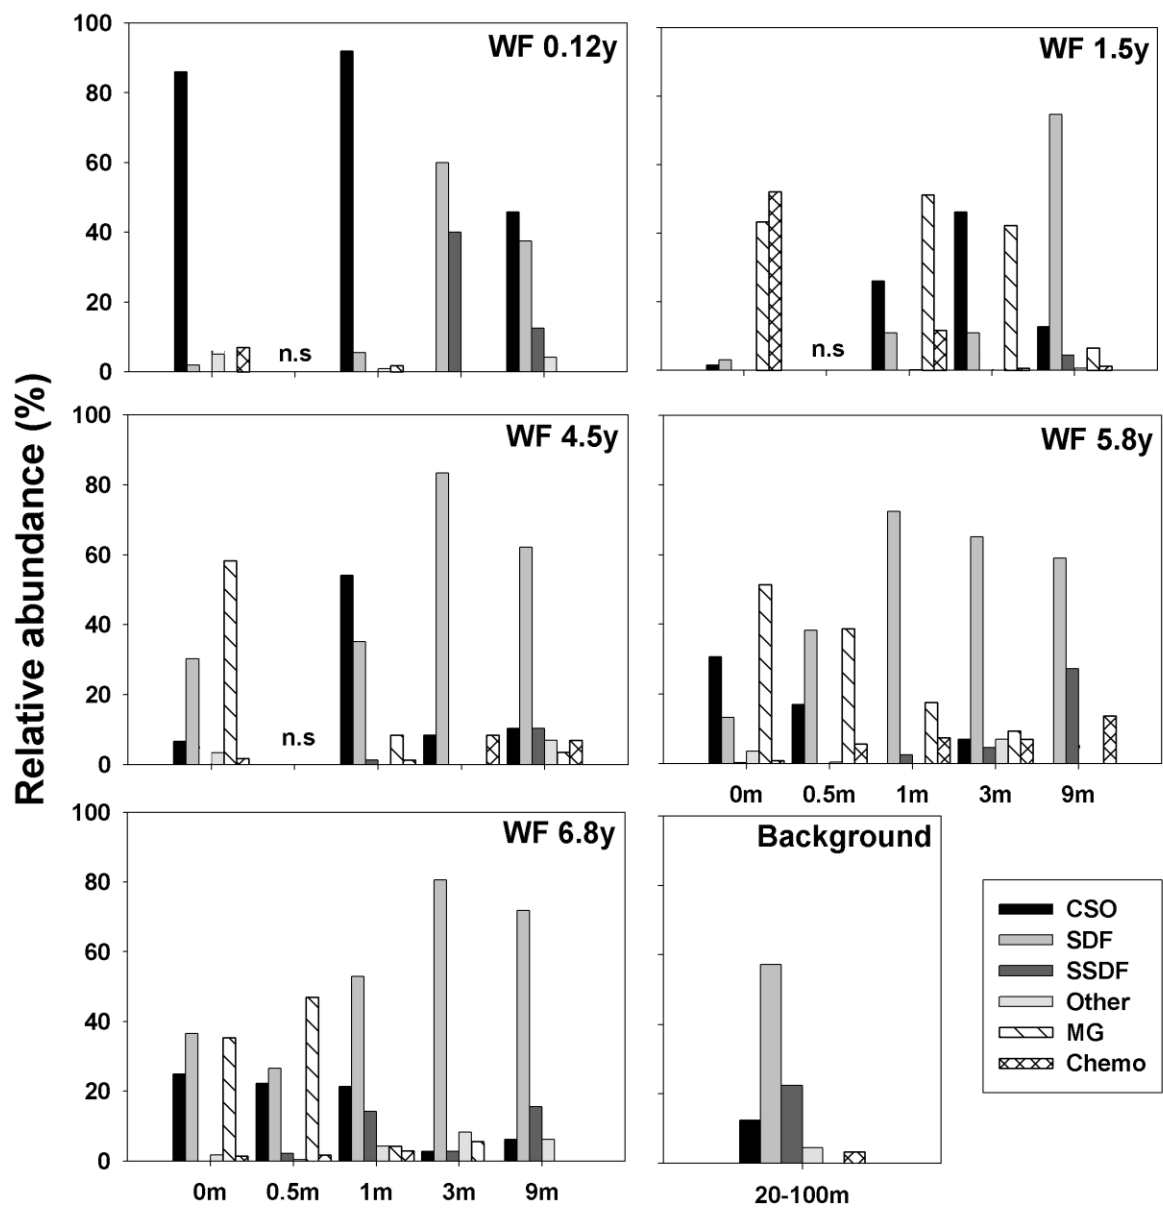 Relative abundance (%)
WF 0.12y
100
80
60
40
20
0
n.s
WF 1.5y
n.s
WF 4.5y
100
80
60
40
20
0
n.s
WF 5.8y
0m 0.5m 1m 3m 9m
WF 6.8y
100
80
60
40
20
0
0m 0.5m 1m 3m 9m
Background
20-100m
CSO
SDF
SSDF
Other
MG
Chemo